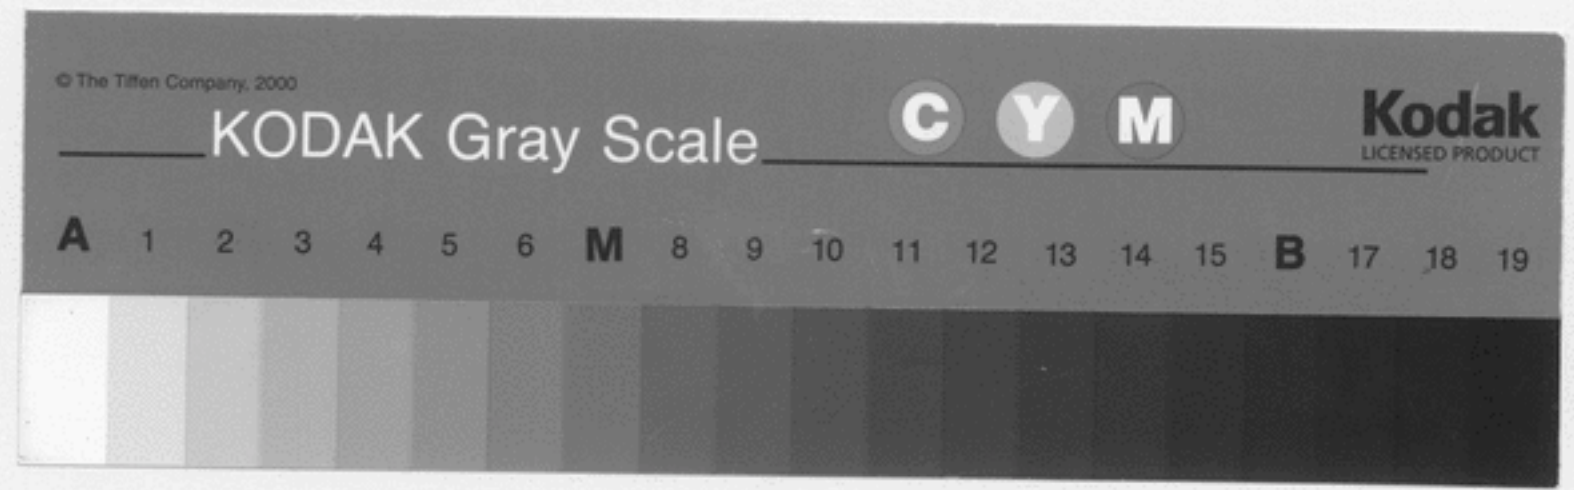 © The Tiffen Company, 2000
KODAK Gray Scale
C Y M
Kodak
LICENSED PRODUCT
A 1 2 3 4 5 6 M 8 9 10 11 12 13 14 15 B 17 18 19